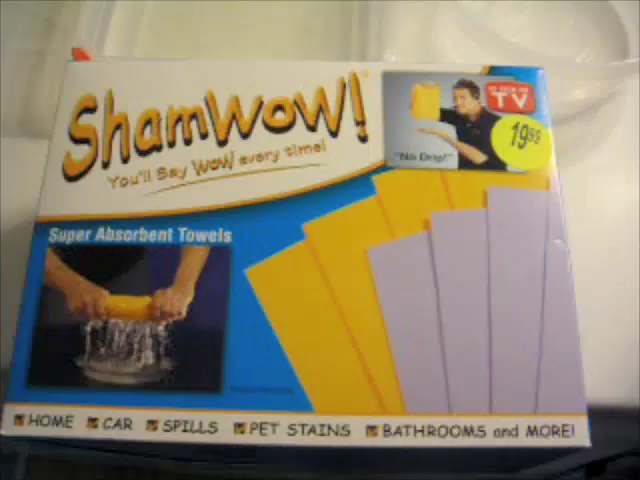 ShamWoW!
You'll Say WOW every time!
AS SEEN ON
TV
19.99
"No Drip!"
Super Absorbent Towels
HOME CAR SPILLS PET STAINS BATHROOMS and MORE!